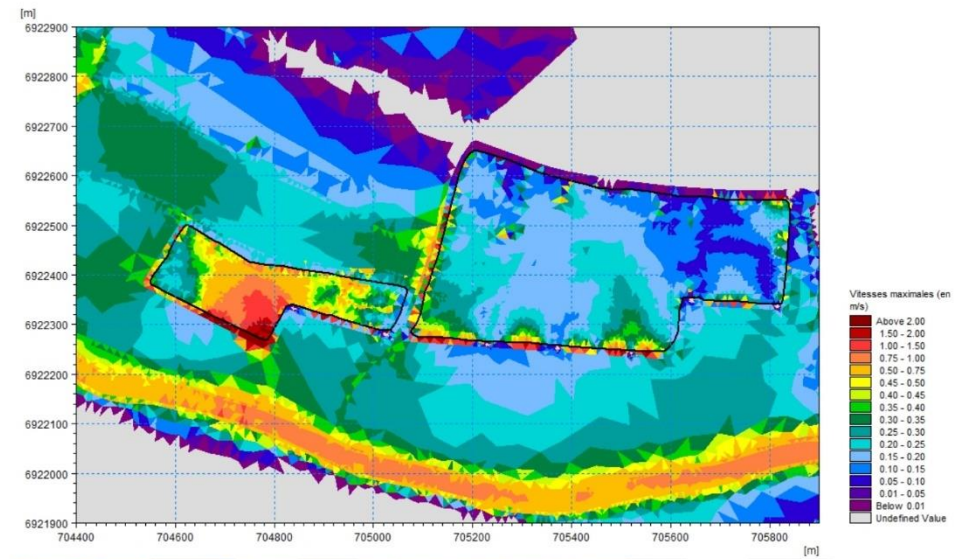 [m]
6922900
6922800
6922700
6922600
6922500
6922400
6922300
6922200
6922100
6922000
6921900
704400 704600 704800 705000 705200 705400 705600 705800
[m]
Vitesses maximales (en
m/s)
Above 2.00
1.50 - 2.00
1.00 - 1.50
0.75 - 1.00
0.50 - 0.75
0.45 - 0.50
0.40 - 0.45
0.35 - 0.40
0.30 - 0.35
0.25 - 0.30
0.20 - 0.25
0.15 - 0.20
0.10 - 0.15
0.05 - 0.10
0.01 - 0.05
Below 0.01
Undefined Value